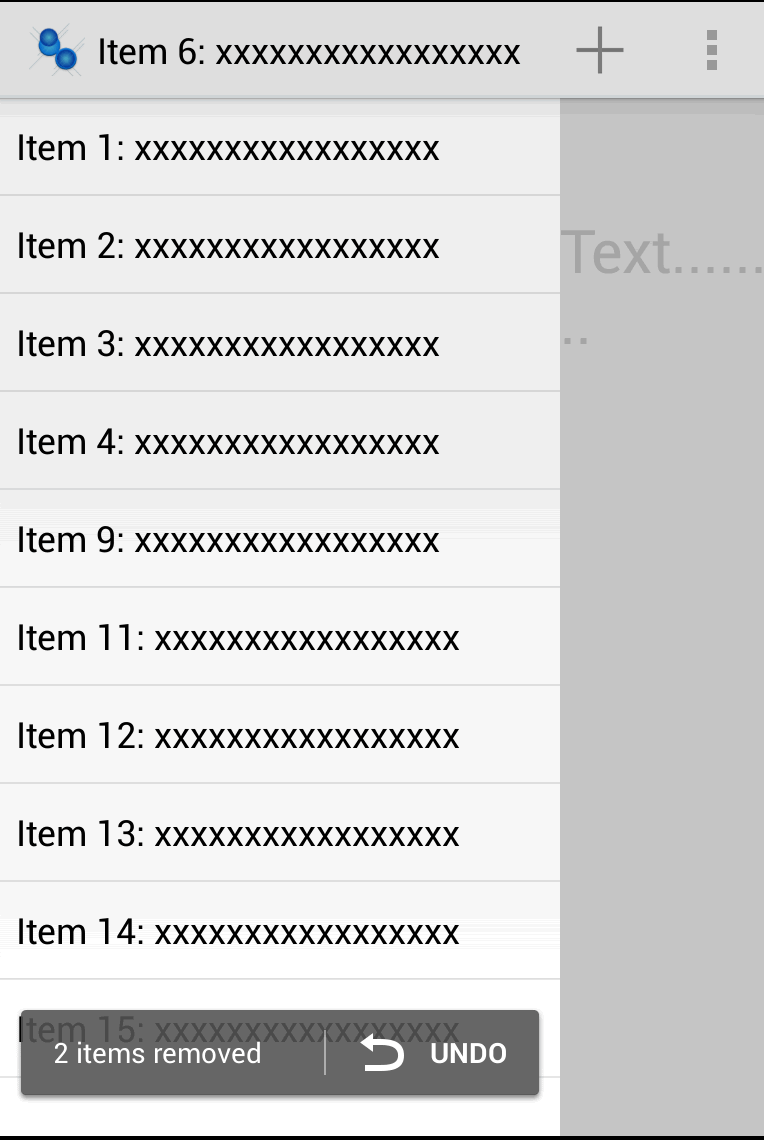 Item 6: xxxxxxxxxxxxxxxxx
Item 1: xxxxxxxxxxxxxxxxx
Item 2: xxxxxxxxxxxxxxxxx
Text......
..
Item 3: xxxxxxxxxxxxxxxxx
Item 4: xxxxxxxxxxxxxxxxx
Item 9: xxxxxxxxxxxxxxxxx
Item 11: xxxxxxxxxxxxxxxxx
Item 12: xxxxxxxxxxxxxxxxx
Item 13: xxxxxxxxxxxxxxxxx
Item 14: xxxxxxxxxxxxxxxxx
Item 15: xxxxxxxxxxxxxxxxx
2 items removed UNDO